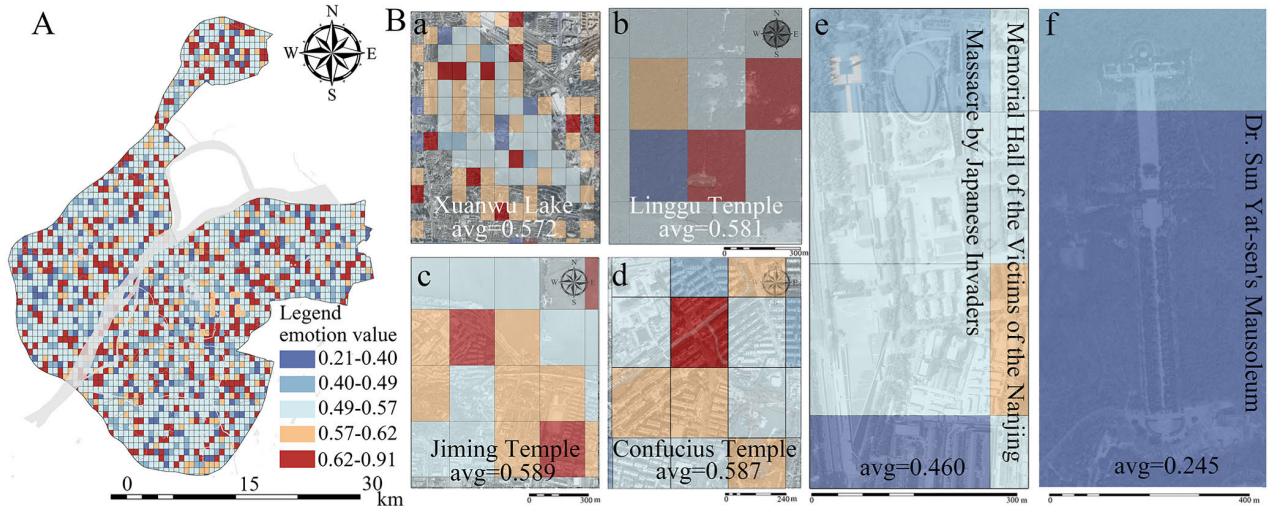 A
N
W
E
S
Legend
emotion value
0.21-0.40
0.40-0.49
0.49-0.57
0.57-0.62
0.62-0.91
0
15
30
km
B
a
Xuanwu Lake
avg=0.572
b
N
W
E
S
Linggu Temple
avg=0.581
0
300m
c
N
W
E
S
Jiming Temple
avg=0.589
0
300 m
d
N
W
E
S
Confucius Temple
avg=0.587
0
240 m
e
Memorial Hall of the Victims of the Nanjing
Massacre by Japanese Invaders
avg=0.460
0
300 m
f
Dr. Sun Yat-sen's Mausoleum
avg=0.245
0
400 m